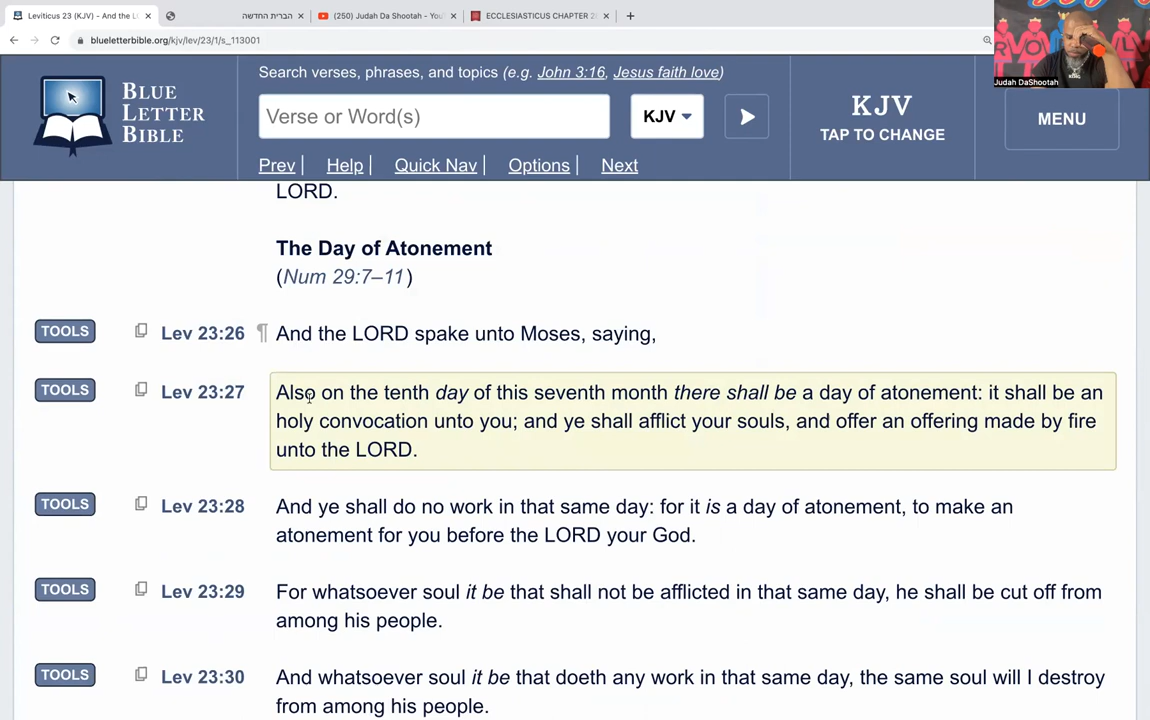 Leviticus 23 (KJV) - And the L
הברית החדשה
(250) Judah Da Shootah - You
ECCLESIASTICUS CHAPTER 2
blueletterbible.org/kjv/lev/23/1/s_113001
BLUE
LETTER
BIBLE
Search verses, phrases, and topics (e.g. John 3:16, Jesus faith love)
Verse or Word(s)
KJV
Prev | Help | Quick Nav | Options | Next
KJV
TAP TO CHANGE
MENU
Judah DaShootah
LORD.
The Day of Atonement
(Num 29:7–11)
TOOLS Lev 23:26 ¶ And the LORD spake unto Moses, saying,
TOOLS Lev 23:27 Also on the tenth day of this seventh month there shall be a day of atonement: it shall be an
holy convocation unto you; and ye shall afflict your souls, and offer an offering made by fire
unto the LORD.
TOOLS Lev 23:28 And ye shall do no work in that same day: for it is a day of atonement, to make an
atonement for you before the LORD your God.
TOOLS Lev 23:29 For whatsoever soul it be that shall not be afflicted in that same day, he shall be cut off from
among his people.
TOOLS Lev 23:30 And whatsoever soul it be that doeth any work in that same day, the same soul will I destroy
from among his people.